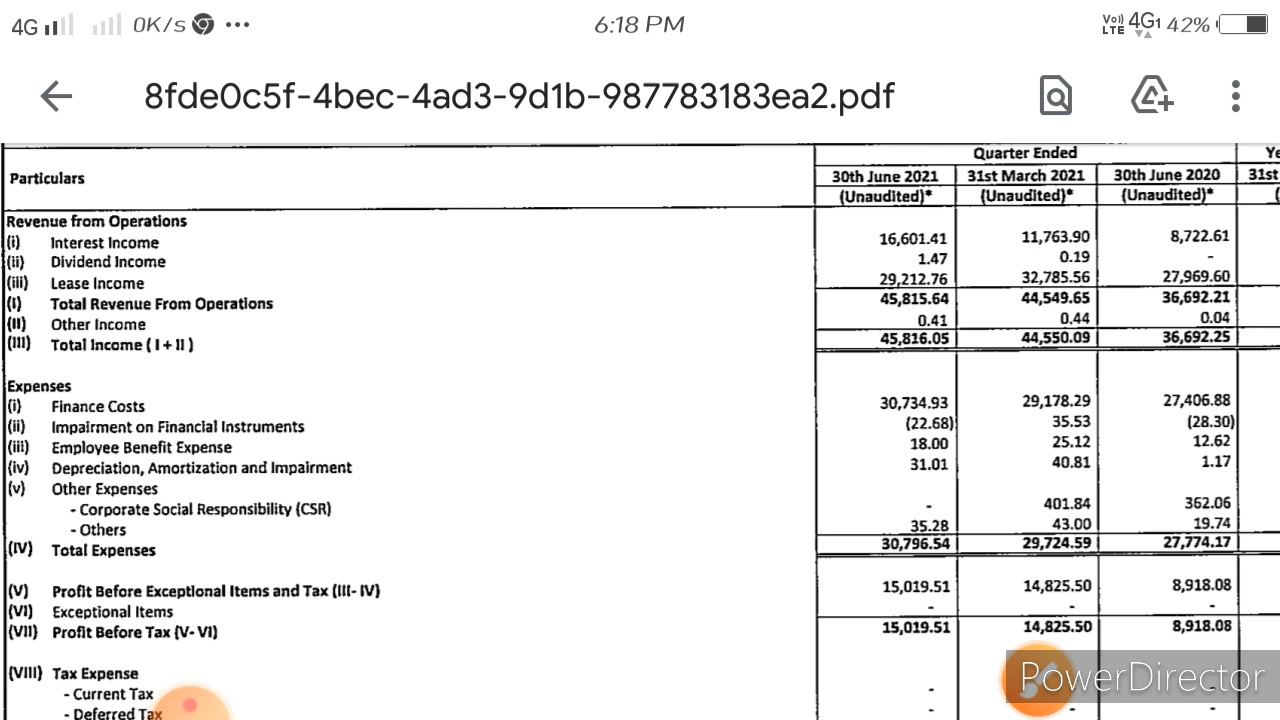 4G 0K/s ... 6:18 PM Vo)) LTE 4G1 42%
8fde0c5f-4bec-4ad3-9d1b-987783183ea2.pdf
Quarter Ended Ye
Particulars 30th June 2021 31st March 2021 30th June 2020 31st
(Unaudited)* (Unaudited)* (Unaudited)* (
Revenue from Operations
(i) Interest Income 16,601.41 11,763.90 8,722.61
(ii) Dividend Income 1.47 0.19 -
(iii) Lease Income 29,212.76 32,785.56 27,969.60
(I) Total Revenue From Operations 45,815.64 44,549.65 36,692.21
(II) Other Income 0.41 0.44 0.04
(III) Total Income ( I + II ) 45,816.05 44,550.09 36,692.25
Expenses
(i) Finance Costs 30,734.93 29,178.29 27,406.88
(ii) Impairment on Financial Instruments (22.68) 35.53 (28.30)
(iii) Employee Benefit Expense 18.00 25.12 12.62
(iv) Depreciation, Amortization and Impairment 31.01 40.81 1.17
(v) Other Expenses
- Corporate Social Responsibility (CSR) - 401.84 362.06
- Others 35.28 43.00 19.74
(IV) Total Expenses 30,796.54 29,724.59 27,774.17
(V) Profit Before Exceptional Items and Tax (III- IV) 15,019.51 14,825.50 8,918.08
(VI) Exceptional Items - - -
(VII) Profit Before Tax (V- VI) 15,019.51 14,825.50 8,918.08
(VIII) Tax Expense
PowerDirector
- Current Tax - -
- Deferred Tax - - -